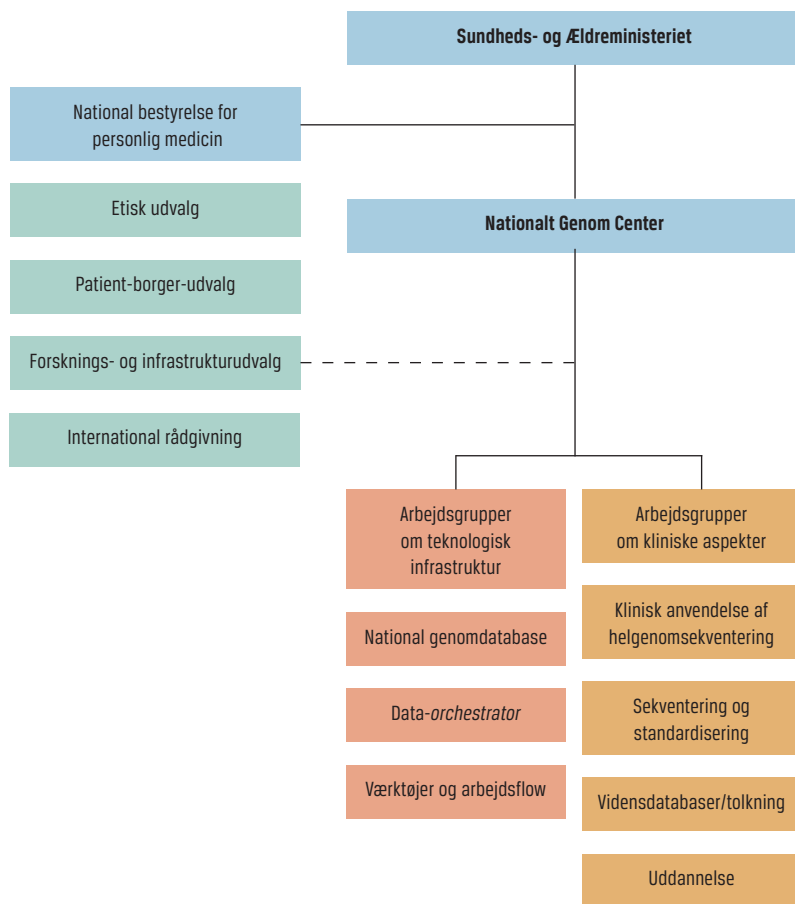 Sundheds- og Ældreministeriet
National bestyrelse for
personlig medicin
Etisk udvalg
Nationalt Genom Center
Patient-borger-udvalg
Forsknings- og infrastrukturudvalg
International rådgivning
Arbejdsgrupper
om teknologisk
infrastruktur
National genomdatabase
Data-orchestrator
Værktøjer og arbejdsflow
Arbejdsgrupper
om kliniske aspekter
Klinisk anvendelse af
helgenomsekventering
Sekventering og
standardisering
Vidensdatabaser/tolkning
Uddannelse